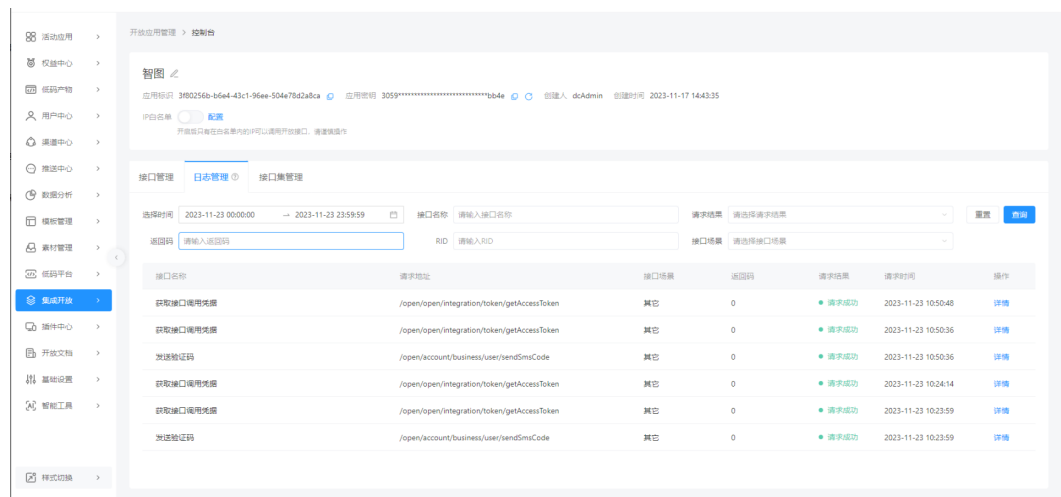 开放应用管理 > 控制台
活动应用
权益中心
低码产物
用户中心
渠道中心
推送中心
数据分析
模板管理
素材管理
低码平台
集成开放
插件中心
开放文档
基础设置
智能工具
样式切换
智图
应用标识 3f80256b-b6e4-43c1-96ee-504e78d2a8ca 应用密钥 3059****************************bb4e 创建人 dcAdmin 创建时间 2023-11-17 14:43:35
IP白名单 配置
开启后只有在白名单内的IP可以调用开放接口，请谨慎操作
接口管理 日志管理 接口集管理
选择时间 2023-11-23 00:00:00 → 2023-11-23 23:59:59 接口名称 请输入接口名称 请求结果 请选择请求结果 重置 查询
返回码 请输入返回码 RID 请输入RID 接口场景 请选择接口场景
接口名称 请求地址 接口场景 返回码 请求结果 请求时间 操作
获取接口调用凭据 /open/open/integration/token/getAccessToken 其它 0 请求成功 2023-11-23 10:50:48 详情
获取接口调用凭据 /open/open/integration/token/getAccessToken 其它 0 请求成功 2023-11-23 10:50:36 详情
发送验证码 /open/account/business/user/sendSmsCode 其它 0 请求成功 2023-11-23 10:50:36 详情
获取接口调用凭据 /open/open/integration/token/getAccessToken 其它 0 请求成功 2023-11-23 10:24:14 详情
获取接口调用凭据 /open/open/integration/token/getAccessToken 其它 0 请求成功 2023-11-23 10:23:59 详情
发送验证码 /open/account/business/user/sendSmsCode 其它 0 请求成功 2023-11-23 10:23:59 详情